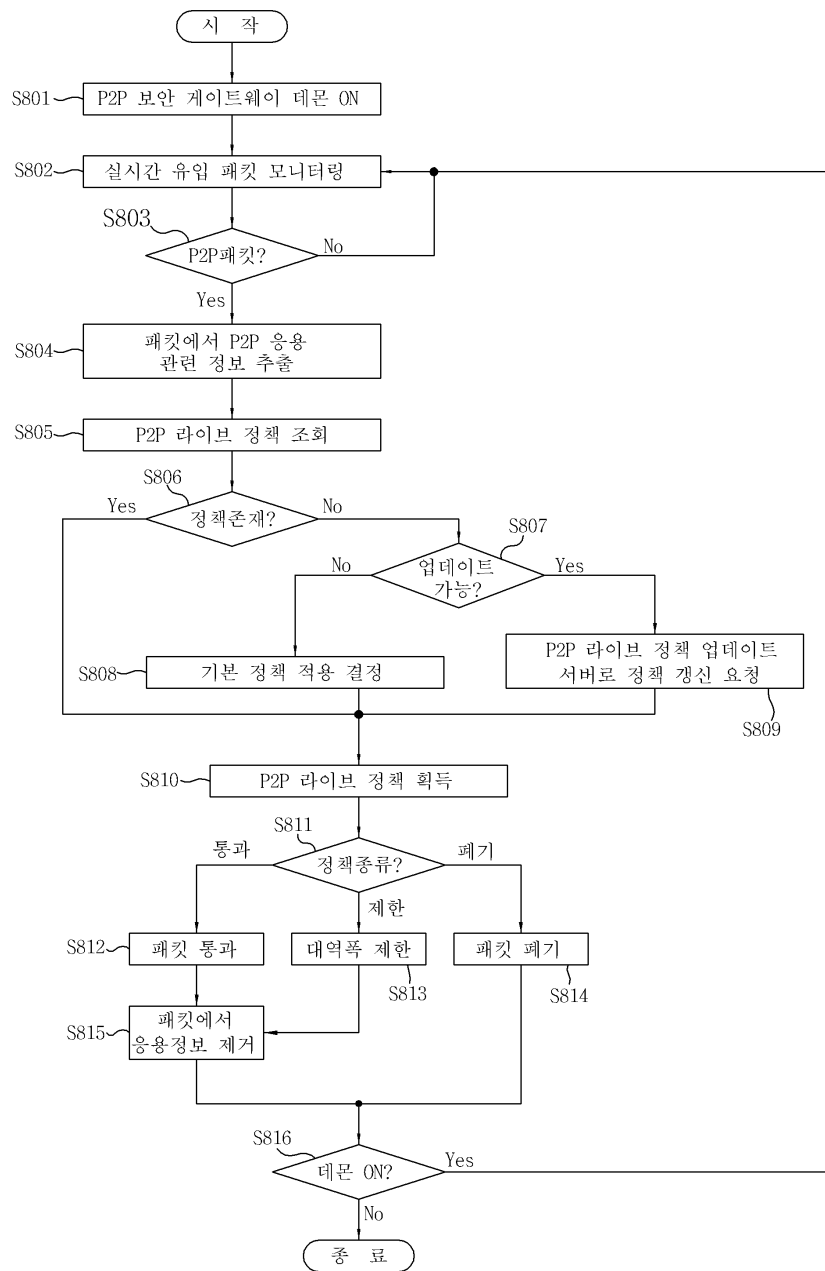 시 작
S801
P2P 보안 게이트웨이 데몬 ON
S802
실시간 유입 패킷 모니터링
S803
P2P패킷?
No
Yes
S804
패킷에서 P2P 응용
관련 정보 추출
S805
P2P 라이브 정책 조회
S806
Yes
정책존재?
No
S807
No
업데이트
가능?
Yes
S808
기본 정책 적용 결정
P2P 라이브 정책 업데이트
서버로 정책 갱신 요청
S809
S810
P2P 라이브 정책 획득
S811
통과
정책종류?
폐기
제한
S812
패킷 통과
대역폭 제한
S813
패킷 폐기
S814
S815
패킷에서
응용정보 제거
S816
데몬 ON?
Yes
No
종 료